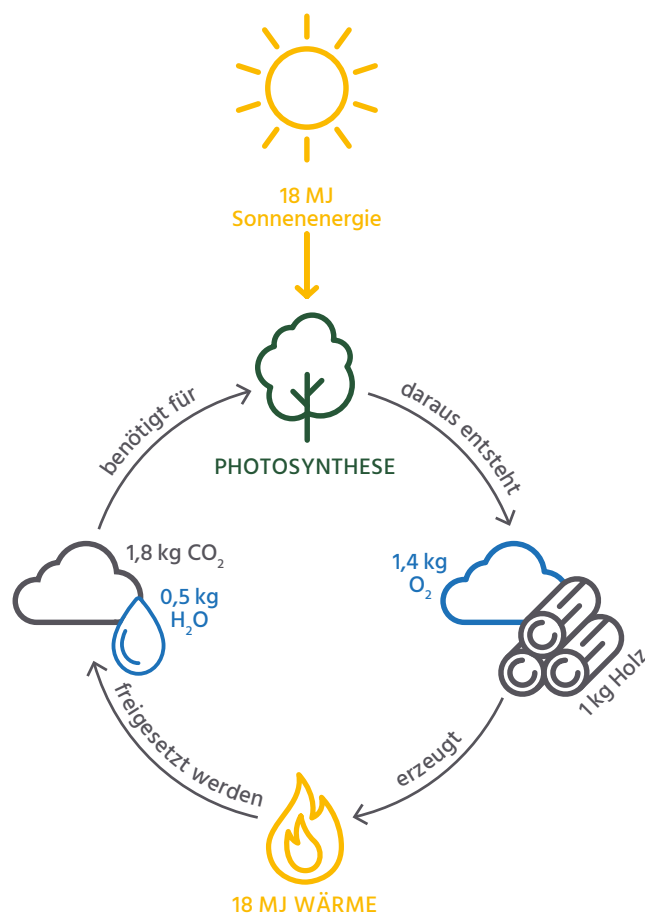 18 MJ
Sonnenenergie
benötigt für
daraus entsteht
PHOTOSYNTHESE
1,8 kg CO₂
0,5 kg
H₂O
1,4 kg
O₂
1 kg Holz
freigesetzt werden
erzeugt
18 MJ WÄRME